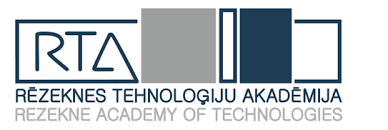 RTA
RĒZEKNES TEHNOLOĢIJU AKADĒMIJA
REZEKNE ACADEMY OF TECHNOLOGIES